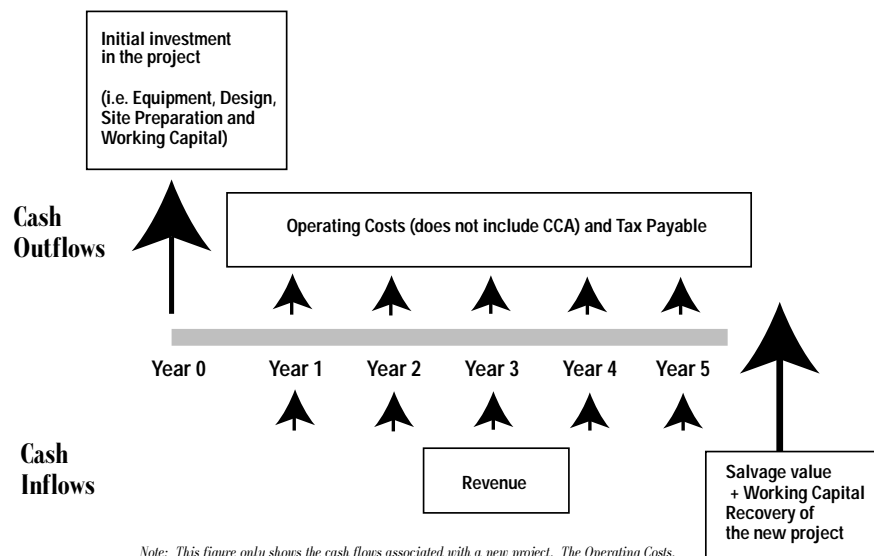 Initial investment
in the project
(i.e. Equipment, Design,
Site Preparation and
Working Capital)
Cash
Outflows
Operating Costs (does not include CCA) and Tax Payable
Year 0
Year 1
Year 2
Year 3
Year 4
Year 5
Cash
Inflows
Revenue
Salvage value
+ Working Capital
Recovery of
the new project
Note: This figure only shows the cash flows associated with a new project. The Operating Costs,